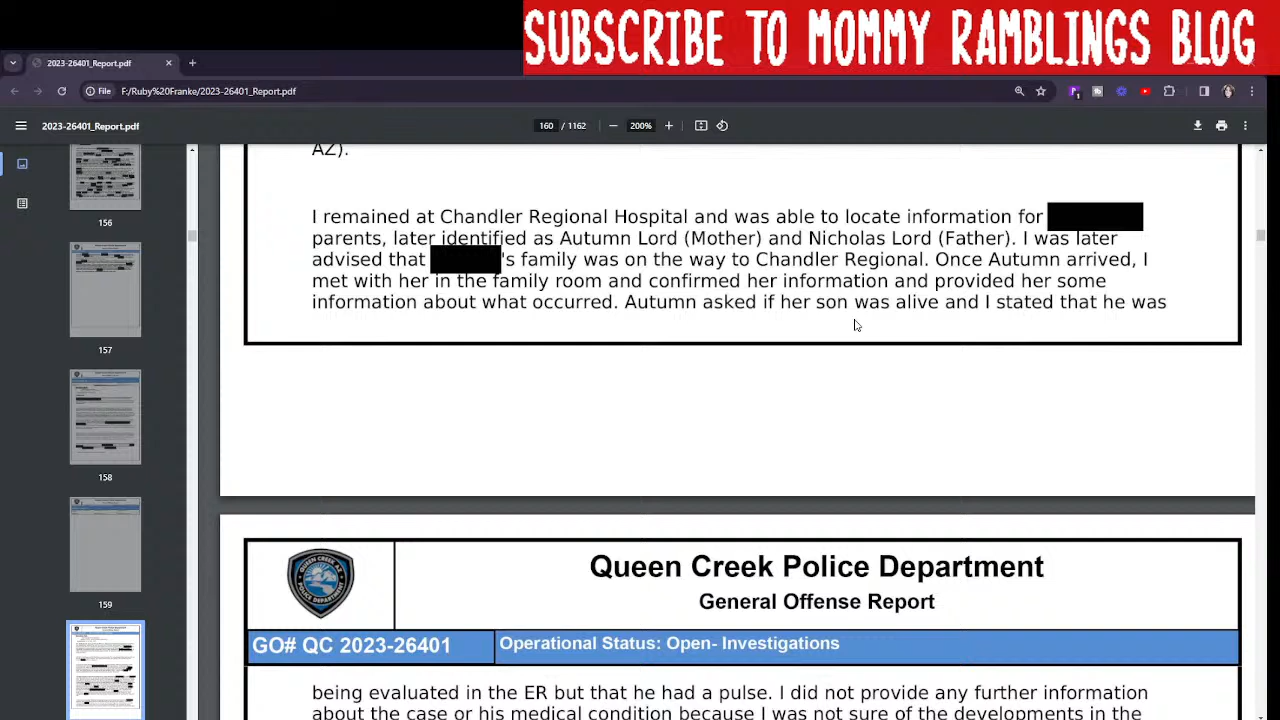 SUBSCRIBE TO MOMMY RAMBLINGS BLOG
2023-26401_Report.pdf
File F:/Ruby%20Franke/2023-26401_Report.pdf
2023-26401_Report.pdf
160 / 1162
200%
156
157
158
159
AZ).
I remained at Chandler Regional Hospital and was able to locate information for
parents, later identified as Autumn Lord (Mother) and Nicholas Lord (Father). I was later
advised that 's family was on the way to Chandler Regional. Once Autumn arrived, I
met with her in the family room and confirmed her information and provided her some
information about what occurred. Autumn asked if her son was alive and I stated that he was
Queen Creek Police Department
General Offense Report
GO# QC 2023-26401
Operational Status: Open- Investigations
being evaluated in the ER but that he had a pulse. I did not provide any further information
about the case or his medical condition because I was not sure of the developments in the